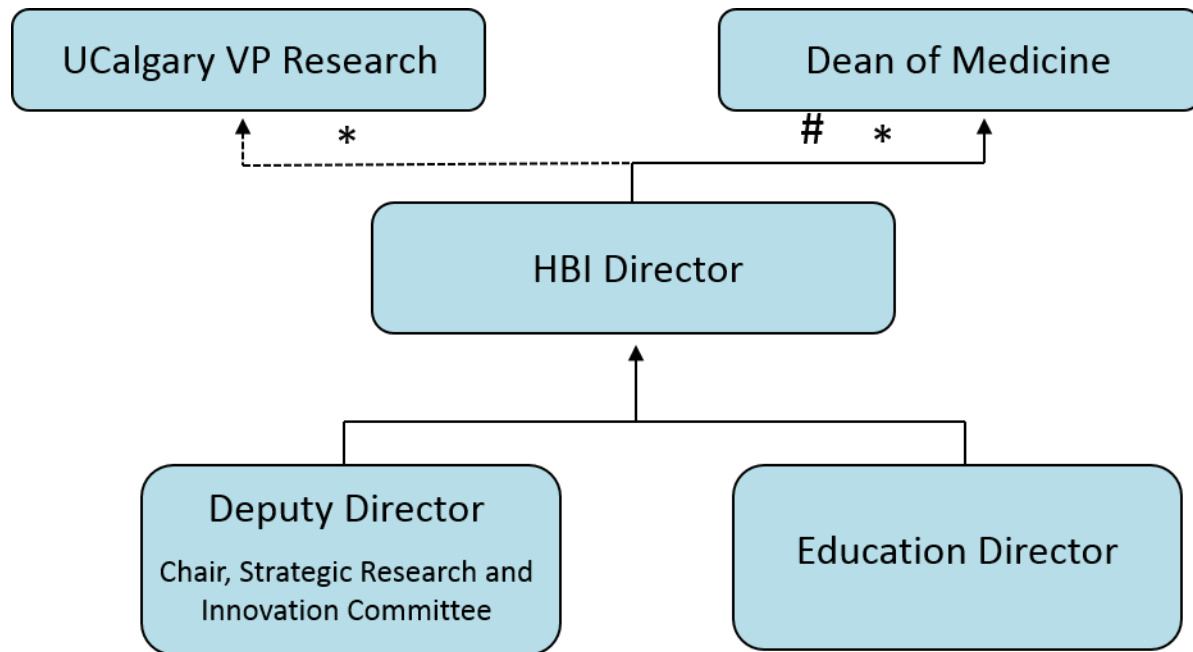 UCalgary VP Research
Dean of Medicine
*
# *
HBI Director
Deputy Director
Chair, Strategic Research and
Innovation Committee
Education Director